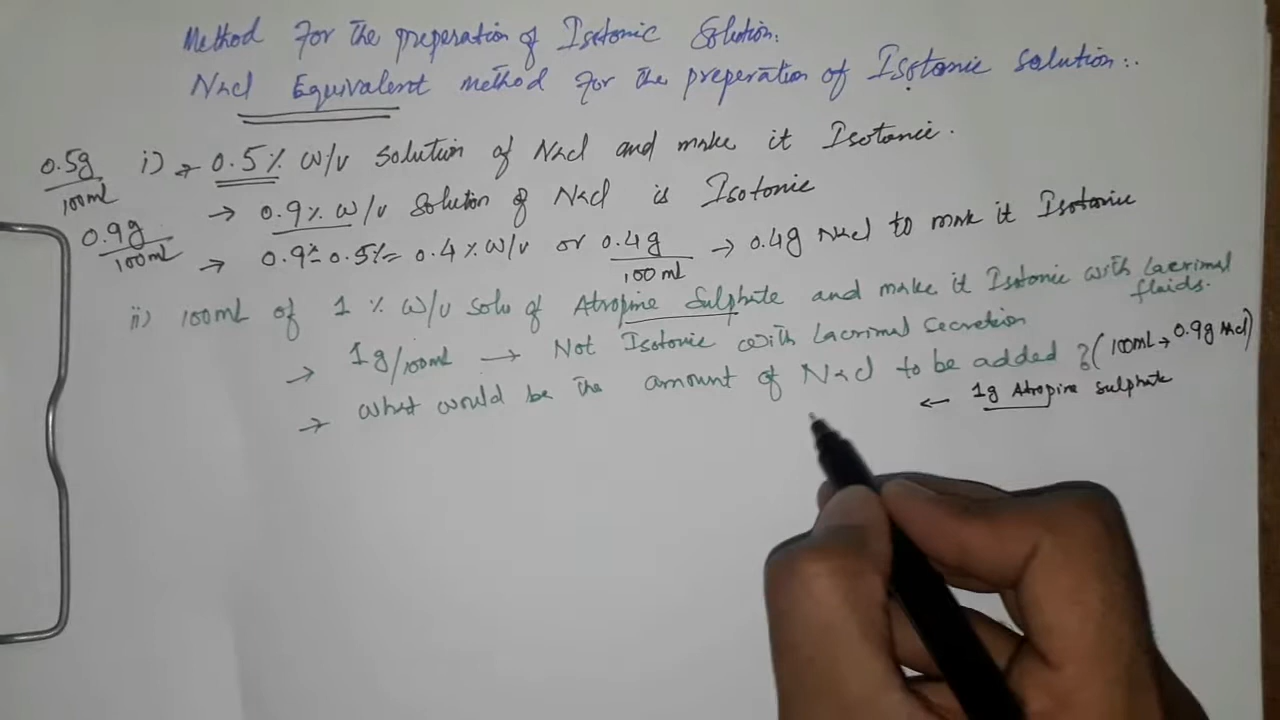 Method For the preperation of Isotonic Solution.
NaCl Equivalent method for the preperation of Isotonic solution:.
0.5g/100mL i) → 0.5% w/v solution of NaCl and make it Isotonic.
0.9g/100mL → 0.9% w/v solution of NaCl is Isotonic
→ 0.9%-0.5%= 0.4% w/v or 0.4g/100 mL → 0.4g NaCl to make it Isotonic
ii) 100mL of 1% w/v soln of Atropine Sulphate and make it Isotonic with lacrimal fluids.
→ 1g/100mL → Not Isotonic with lacrimal secretion
→ What would be the amount of NaCl to be added ? (100mL → 0.9g NaCl)
← 1g Atropine sulphate